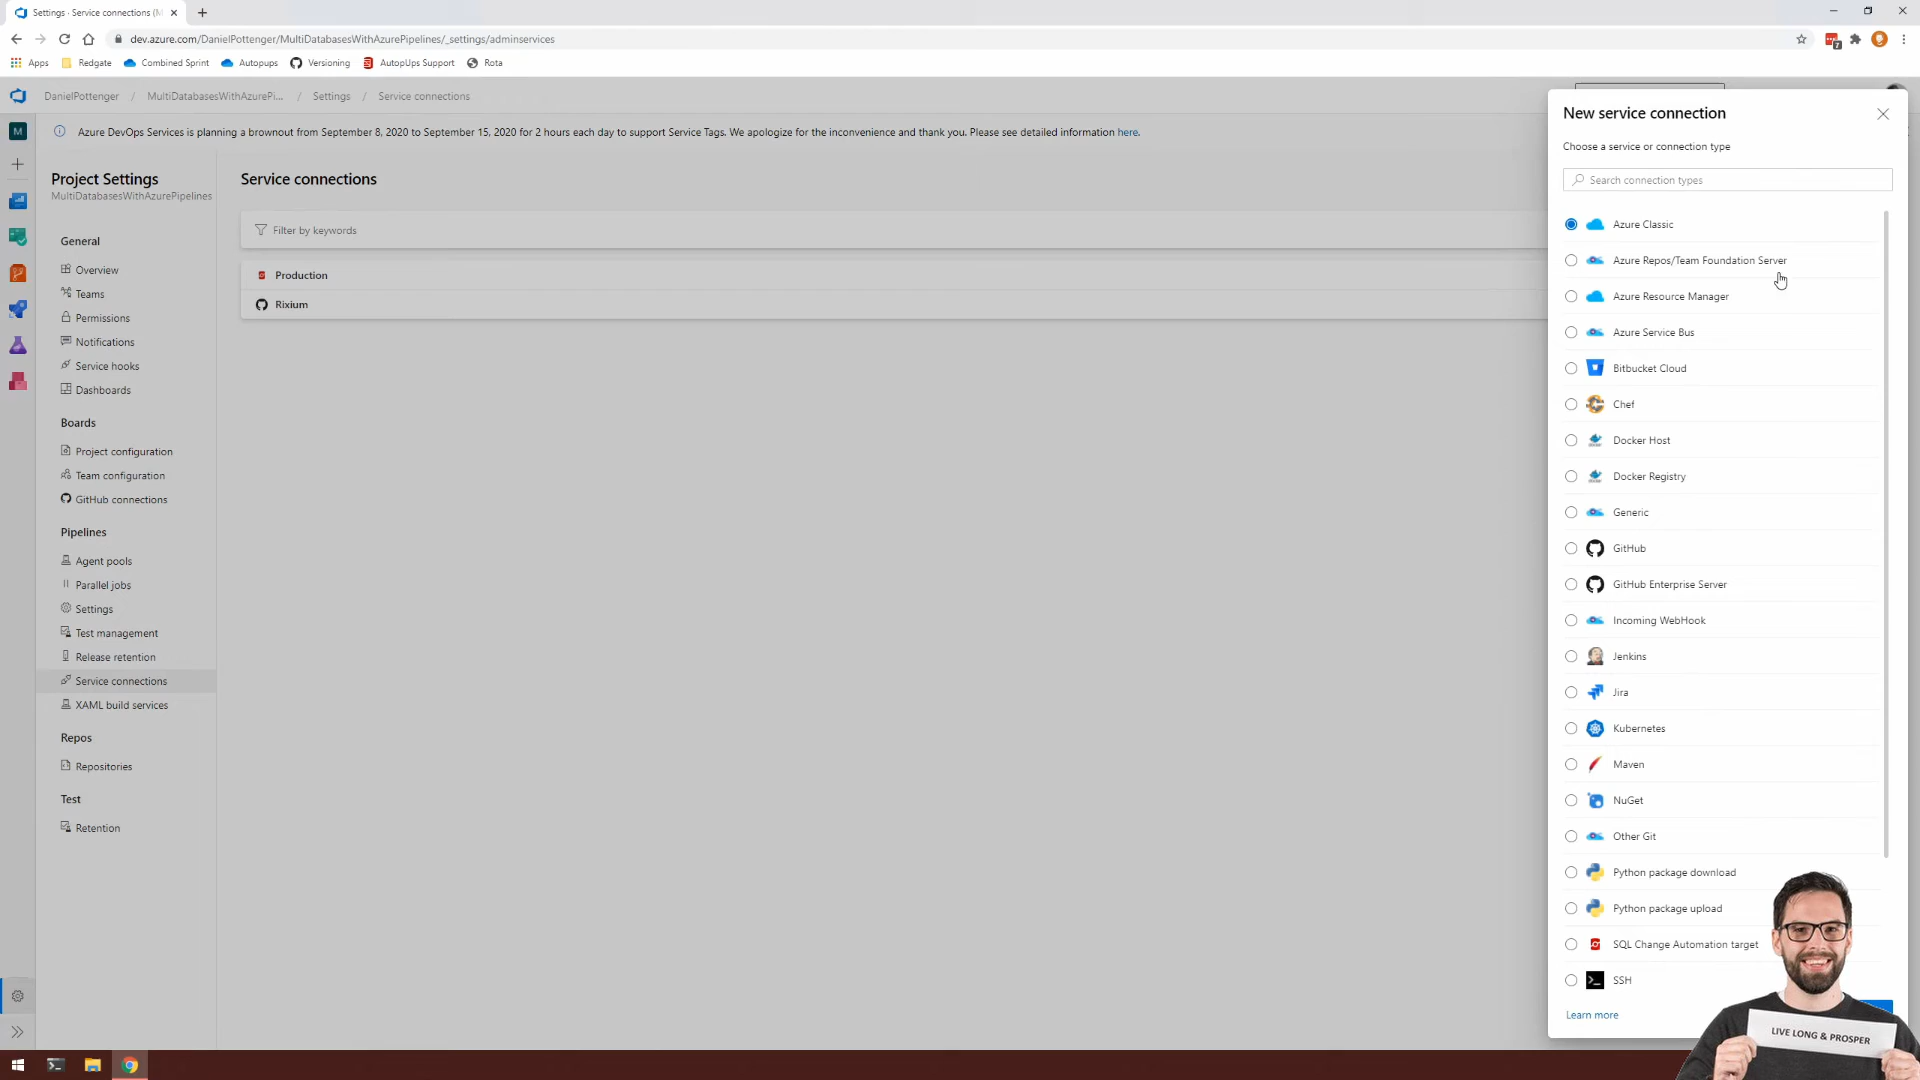 Settings · Service connections (M
dev.azure.com/DanielPottenger/MultiDatabasesWithAzurePipelines/_settings/adminservices
7
Apps Redgate Combined Sprint Autopups Versioning AutopUps Support Rota
DanielPottenger / MultiDatabasesWithAzurePi... / Settings / Service connections
M
Azure DevOps Services is planning a brownout from September 8, 2020 to September 15, 2020 for 2 hours each day to support Service Tags. We apologize for the inconvenience and thank you. Please see detailed information here.
Project Settings
MultiDatabasesWithAzurePipelines
General
Overview
Teams
Permissions
Notifications
Service hooks
Dashboards
Boards
Project configuration
Team configuration
GitHub connections
Pipelines
Agent pools
Parallel jobs
Settings
Test management
Release retention
Service connections
XAML build services
Repos
Repositories
Test
Retention
Service connections
Filter by keywords
Production
Rixium
New service connection
Choose a service or connection type
Search connection types
Azure Classic
Azure Repos/Team Foundation Server
Azure Resource Manager
Azure Service Bus
Bitbucket Cloud
Chef
Docker Host
Docker Registry
Generic
GitHub
GitHub Enterprise Server
Incoming WebHook
Jenkins
Jira
Kubernetes
Maven
NuGet
Other Git
Python package download
Python package upload
SQL Change Automation target
SSH
Learn more
LIVE LONG & PROSPER